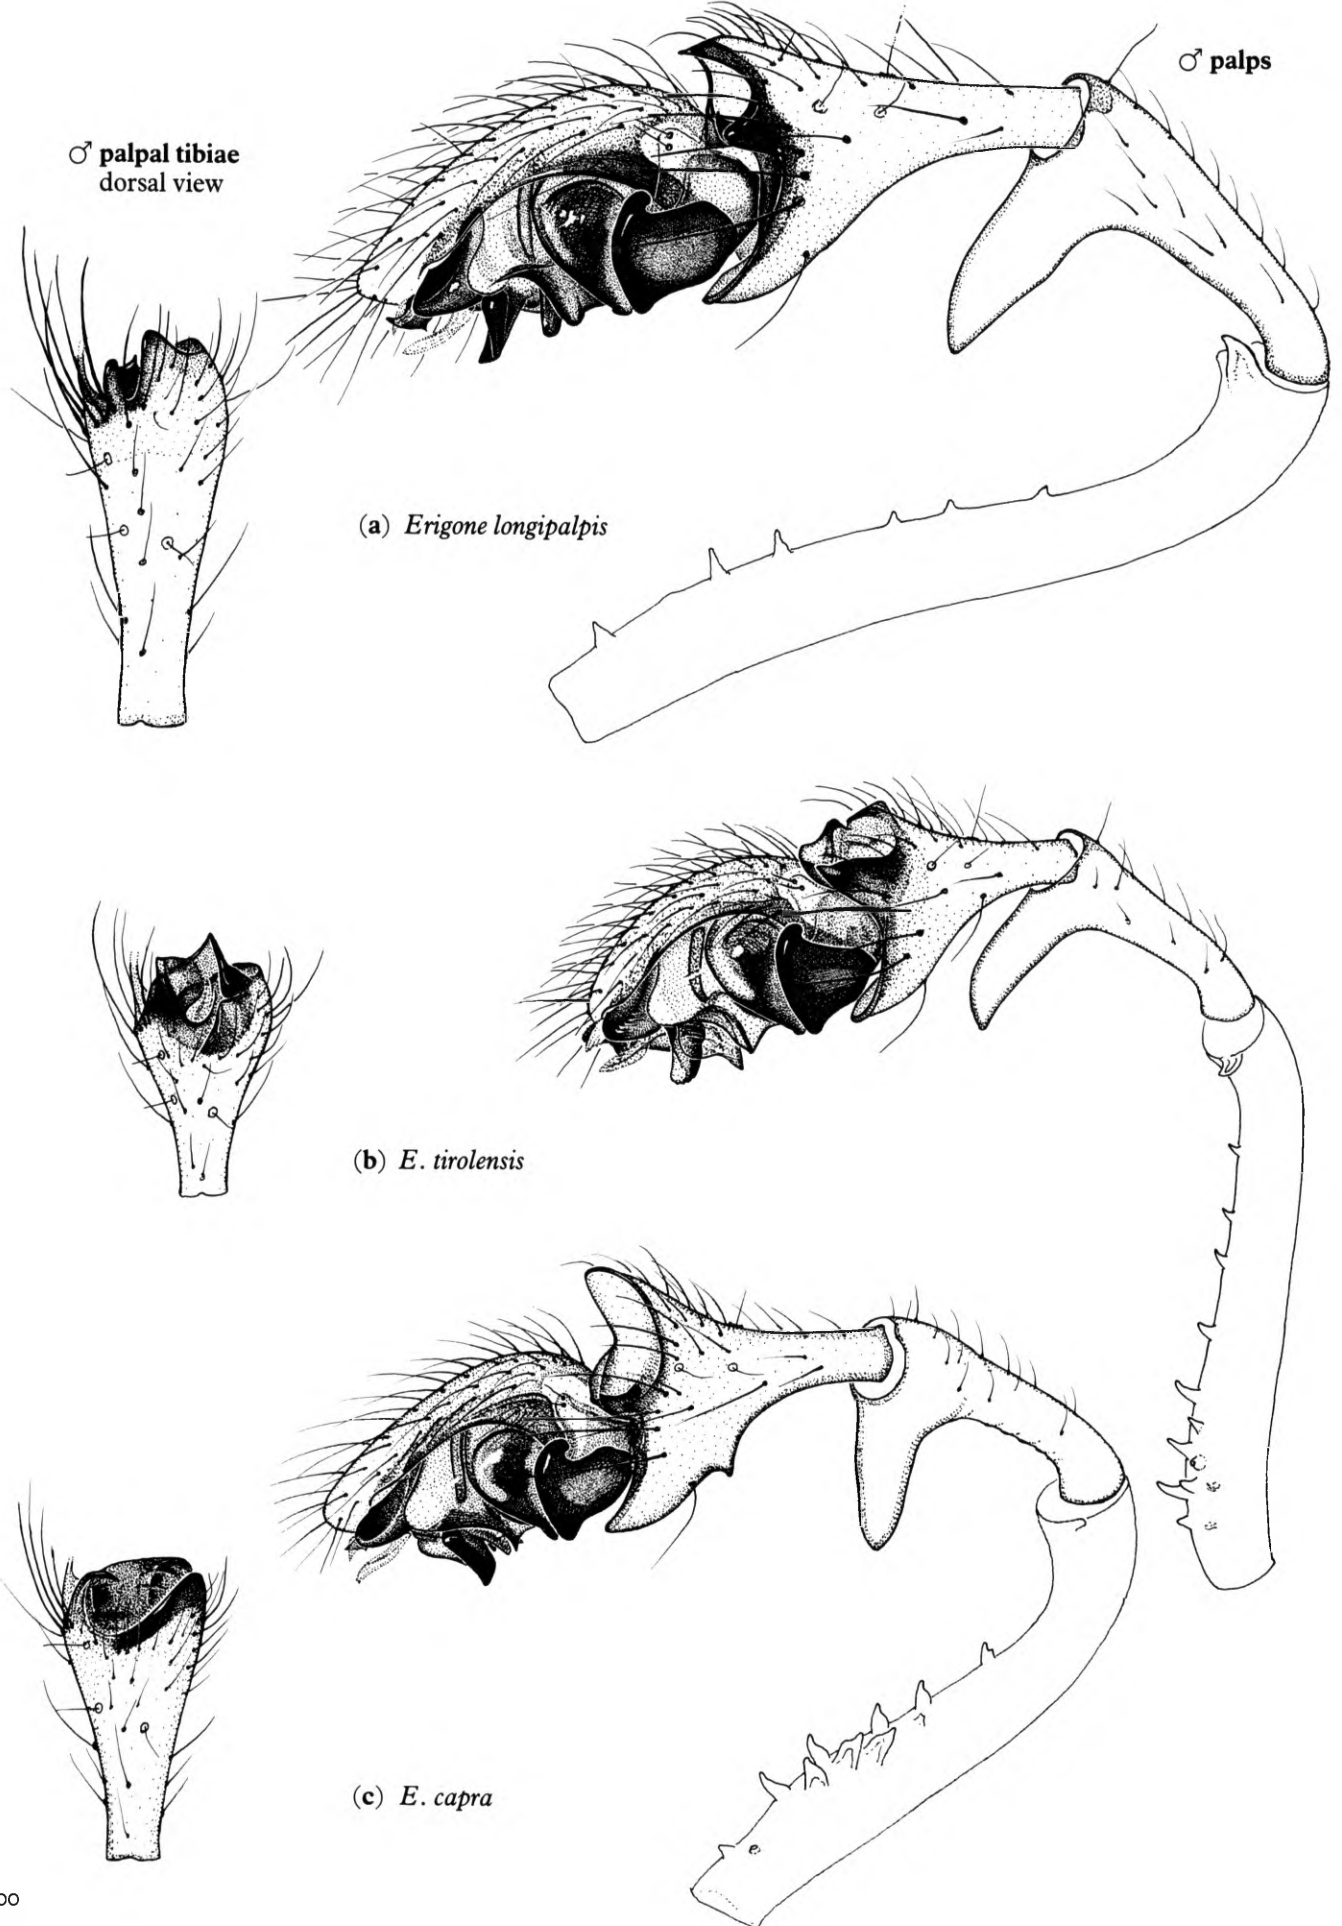 ♂ palps
♂ palpal tibiae
dorsal view
(a) Erigone longipalpis
(b) E. tirolensis
(c) E. capra